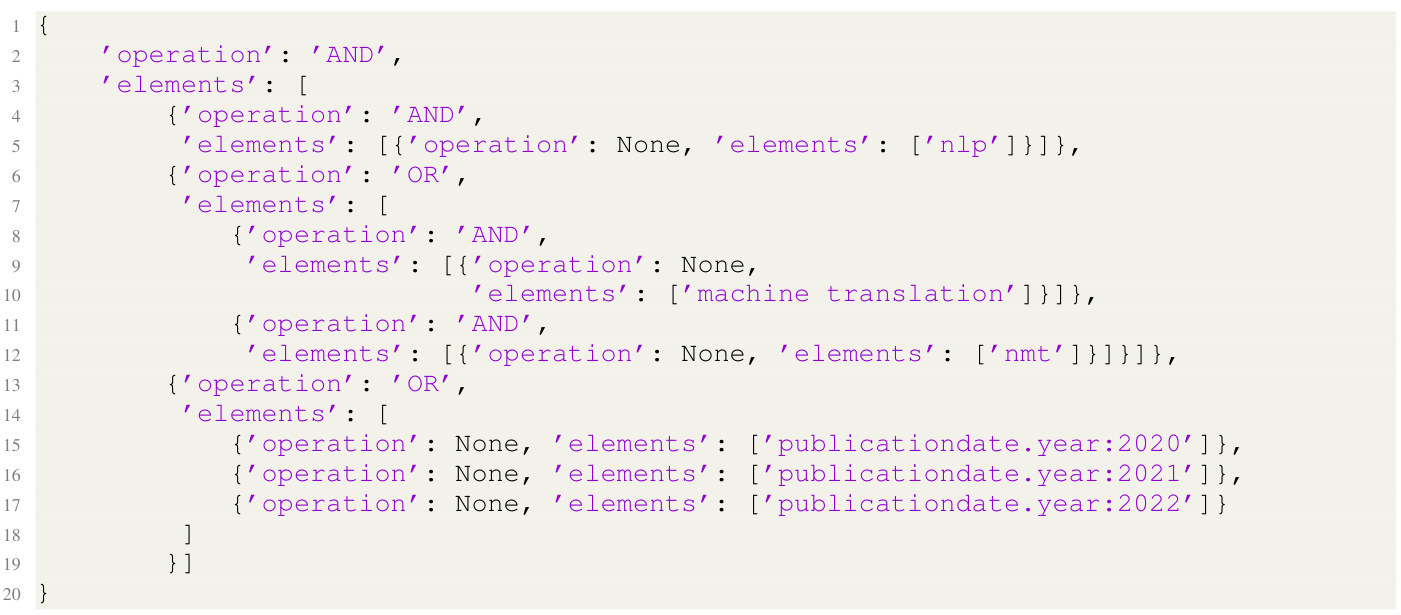 1 {
2     ’operation’: ’AND’,
3     ’elements’: [
4         {’operation’: ’AND’,
5          ’elements’: [{’operation’: None, ’elements’: [’nlp’]}]},
6         {’operation’: ’OR’,
7          ’elements’: [
8             {’operation’: ’AND’,
9              ’elements’: [{’operation’: None,
10                           ’elements’: [’machine translation’]}]},
11             {’operation’: ’AND’,
12              ’elements’: [{’operation’: None, ’elements’: [’nmt’]}]}]},
13         {’operation’: ’OR’,
14          ’elements’: [
15             {’operation’: None, ’elements’: [’publicationdate.year:2020’]},
16             {’operation’: None, ’elements’: [’publicationdate.year:2021’]},
17             {’operation’: None, ’elements’: [’publicationdate.year:2022’]}
18          ]
19         }]
20 }